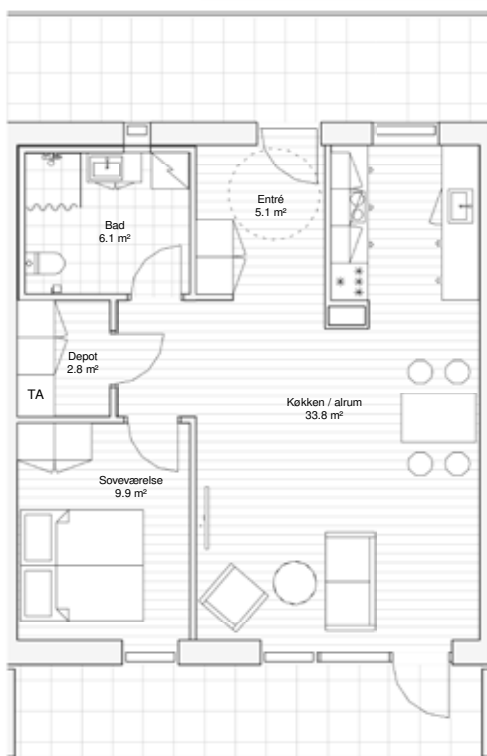 Entré
5.1 m²
Bad
6.1 m²
Depot
2.8 m²
TA
Køkken / alrum
33.8 m²
Soveværelse
9.9 m²